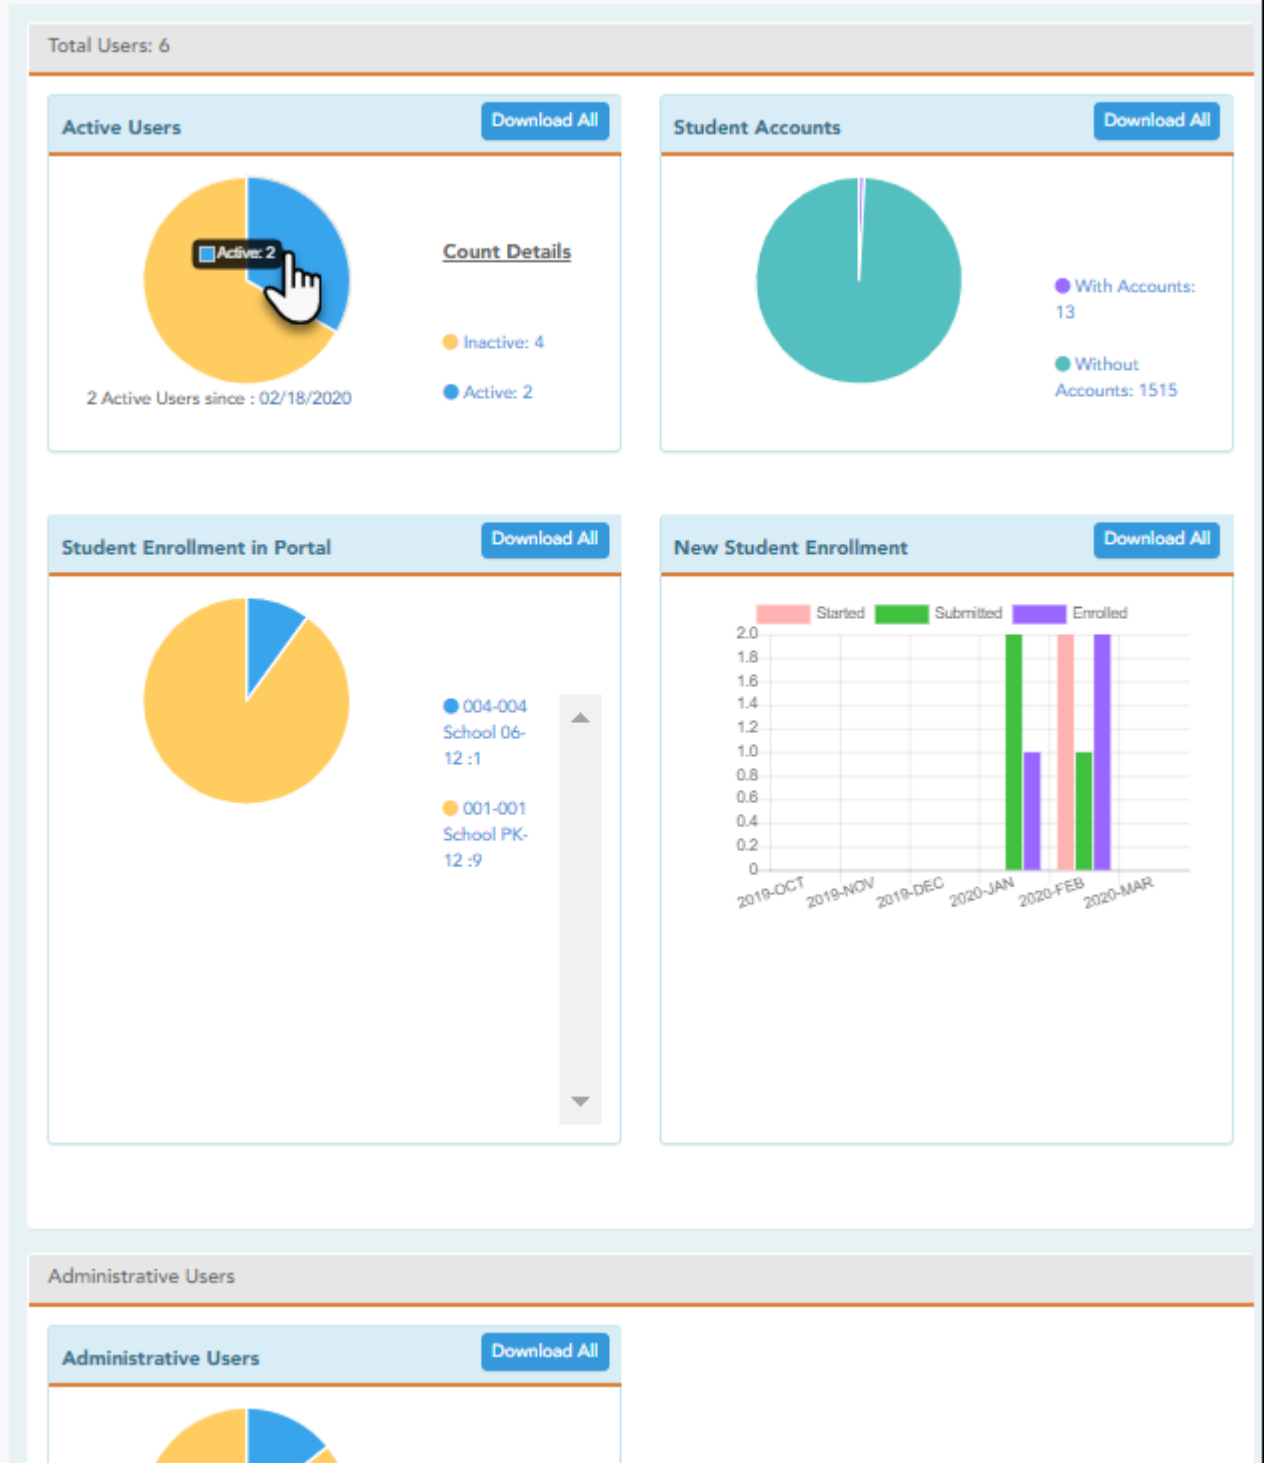 Total Users: 6
Active Users
Download All
Active: 2
Count Details
Inactive: 4
Active: 2
2 Active Users since : 02/18/2020
Student Accounts
Download All
With Accounts:
13
Without
Accounts: 1515
Student Enrollment in Portal
Download All
004-004
School 06-
12 :1
001-001
School PK-
12 :9
New Student Enrollment
Download All
Started Submitted Enrolled
2.0
1.8
1.6
1.4
1.2
1.0
0.8
0.6
0.4
0.2
0
2019-OCT 2019-NOV 2019-DEC 2020-JAN 2020-FEB 2020-MAR
Administrative Users
Administrative Users
Download All